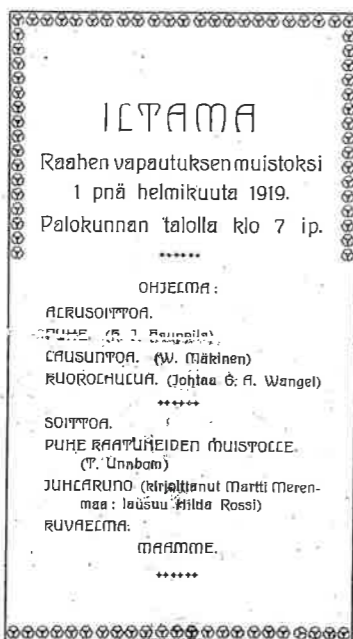 ILTAMA
Raahen vapautuksen muistoksi
1 pnä helmikuuta 1919.
Palokunnan talolla klo 7 ip.
OHJELMA:
ALKUSOITTOA.
PUHE.
LAUSUNTOA. (W. Mäkinen)
KUOROLAULUA. (Johtaa G. A. Wangel)
SOITTOA.
PUHE KAATUNEIDEN MUISTOLLE.
(T. Unnbom)
JUHLARUNO (kirjoittanut Martti Meren-
maa: lausuu Hilda Rossi)
KUVAELMA:
MAAMME.